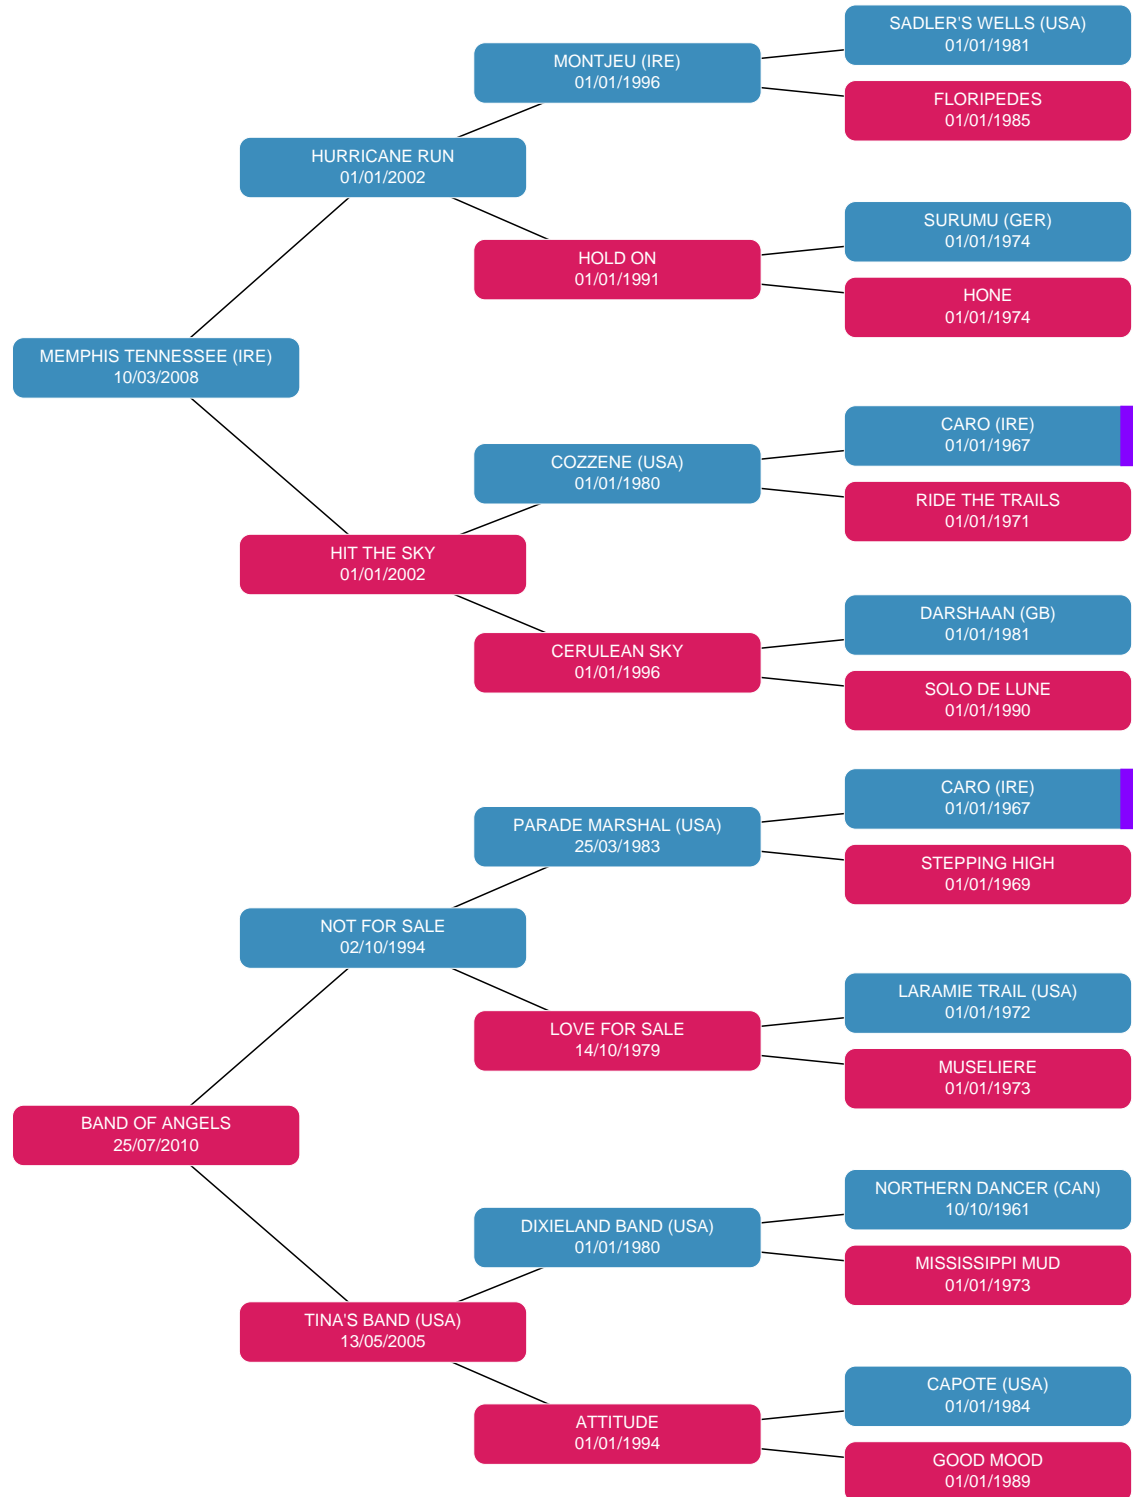 SADLER'S WELLS (USA)
01/01/1981
MONTJEU (IRE)
01/01/1996
FLORIPEDES
01/01/1985
HURRICANE RUN
01/01/2002
SURUMU (GER)
01/01/1974
HOLD ON
01/01/1991
HONE
01/01/1974
MEMPHIS TENNESSEE (IRE)
10/03/2008
CARO (IRE)
01/01/1967
COZZENE (USA)
01/01/1980
RIDE THE TRAILS
01/01/1971
HIT THE SKY
01/01/2002
DARSHAAN (GB)
01/01/1981
CERULEAN SKY
01/01/1996
SOLO DE LUNE
01/01/1990
CARO (IRE)
01/01/1967
PARADE MARSHAL (USA)
25/03/1983
STEPPING HIGH
01/01/1969
NOT FOR SALE
02/10/1994
LARAMIE TRAIL (USA)
01/01/1972
LOVE FOR SALE
14/10/1979
MUSELIERE
01/01/1973
BAND OF ANGELS
25/07/2010
NORTHERN DANCER (CAN)
10/10/1961
DIXIELAND BAND (USA)
01/01/1980
MISSISSIPPI MUD
01/01/1973
TINA'S BAND (USA)
13/05/2005
CAPOTE (USA)
01/01/1984
ATTITUDE
01/01/1994
GOOD MOOD
01/01/1989